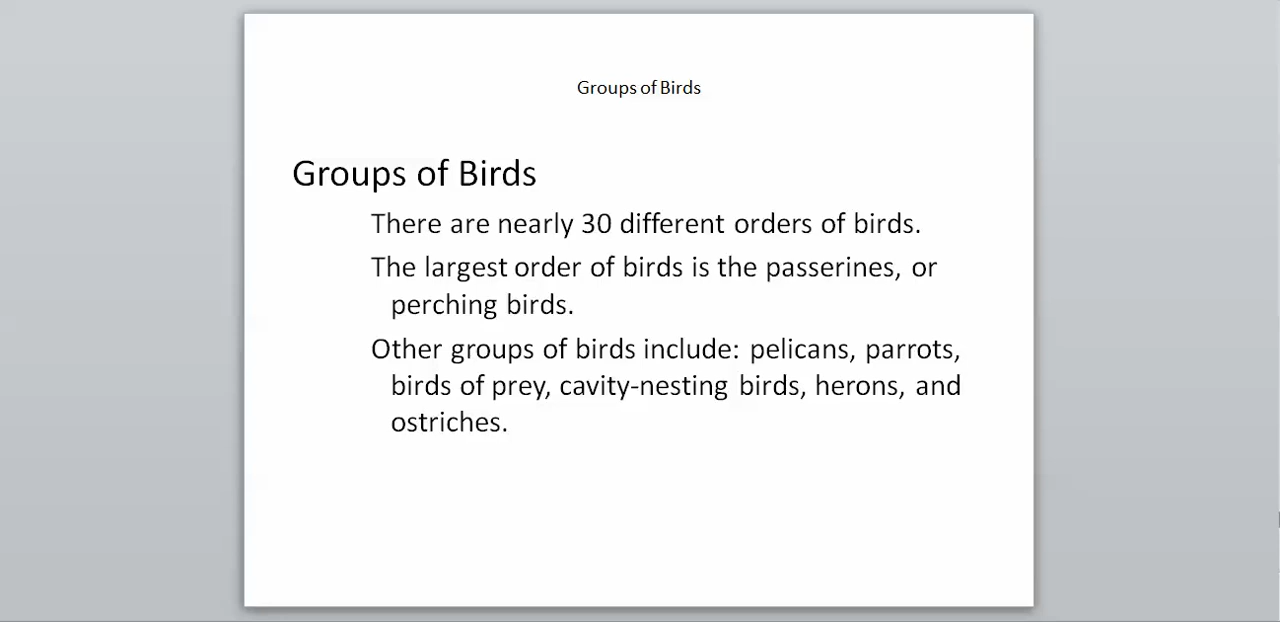 Groups of Birds
Groups of Birds
There are nearly 30 different orders of birds.
The largest order of birds is the passerines, or
perching birds.
Other groups of birds include: pelicans, parrots,
birds of prey, cavity-nesting birds, herons, and
ostriches.